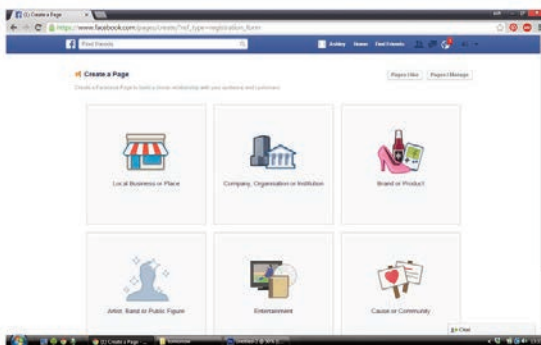 (1) Create a Page
https://www.facebook.com/pages/create/?ref_type=registration_form
Find friends
Ashley Home Find Friends
Create a Page
Pages I like Pages I Manage
Create a Facebook Page to build a closer relationship with your audience and customers.
Local Business or Place Company, Organisation or Institution Brand or Product
Artist, Band or Public Figure Entertainment Cause or Community
Chat
(1) Create a Page - ...